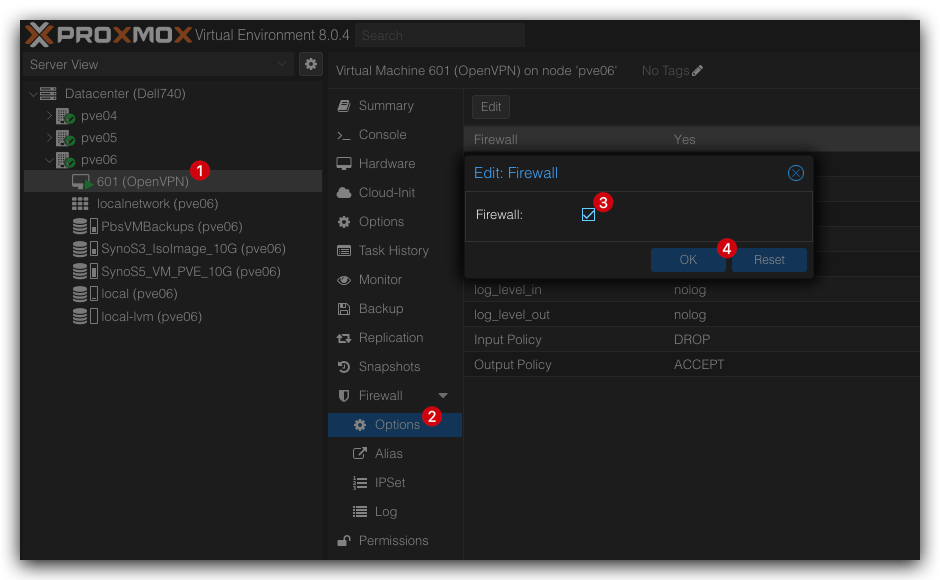 PROXMOX Virtual Environment 8.0.4 Search
Server View
Virtual Machine 601 (OpenVPN) on node 'pve06' No Tags
Datacenter (Dell740)
pve04
pve05
pve06
601 (OpenVPN) 1
localnetwork (pve06)
PbsVMBackups (pve06)
SynoS3_IsoImage_10G (pve06)
SynoS5_VM_PVE_10G (pve06)
local (pve06)
local-lvm (pve06)
Summary
Console
Hardware
Cloud-Init
Options
Task History
Monitor
Backup
Replication
Snapshots
Firewall
Options 2
Alias
IPSet
Log
Permissions
Edit
Firewall Yes
Edit: Firewall
Firewall: 3
OK 4 Reset
log_level_in nolog
log_level_out nolog
Input Policy DROP
Output Policy ACCEPT